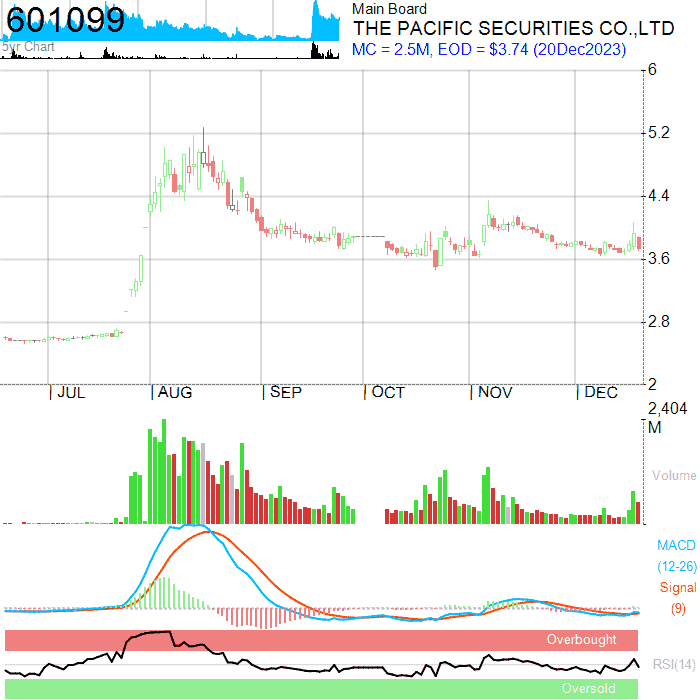 601099
5yr Chart
Main Board
THE PACIFIC SECURITIES CO.,LTD
MC = 2.5M, EOD = $3.74 (20Dec2023)
6
5.2
4.4
3.6
2.8
2
JUL AUG SEP OCT NOV DEC
2,404
M
Volume
MACD
(12-26)
Signal
(9)
Overbought
RSI(14)
Oversold